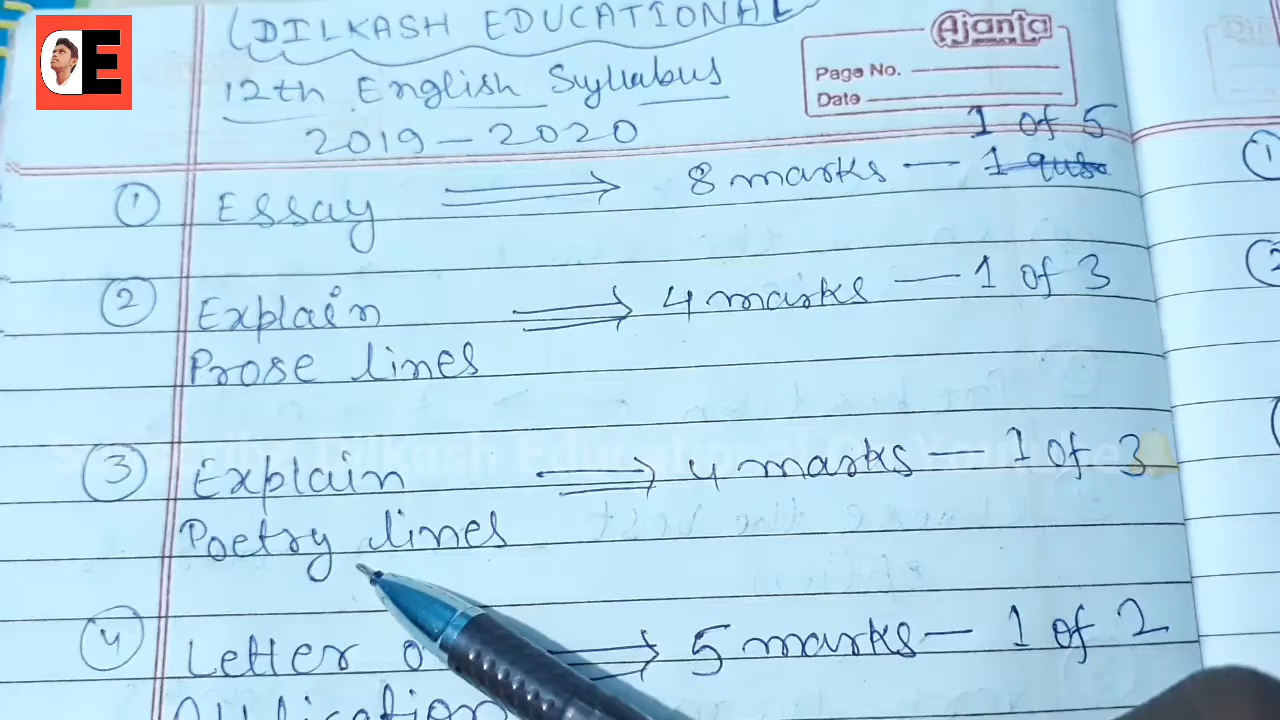 CE
(DILKASH EDUCATIONAL
12th English Syllabus
2019-2020
Ajanta
Page No.
Date
1 of 5
① Essay ⟹ 8 marks — 1
② Explain ⟹ 4 marks — 1 of 3
Prose lines
③ Explain ⟹ 4 marks — 1 of 3
Poetry lines
④ Letter ⟹ 5 marks — 1 of 2